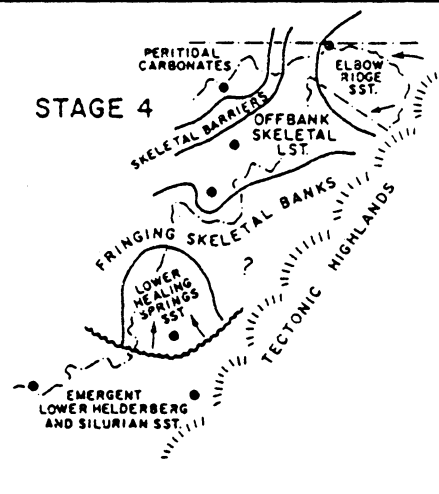 PERITIDAL
CARBONATES
ELBOW
RIDGE
SST.
STAGE 4
SKELETAL BARRIERS
OFFBANK
SKELETAL
LST.
FRINGING SKELETAL BANKS
TECTONIC HIGHLANDS
?
LOWER
HEALING
SPRINGS
SST
EMERGENT
LOWER HELDERBERG
AND SILURIAN SST.